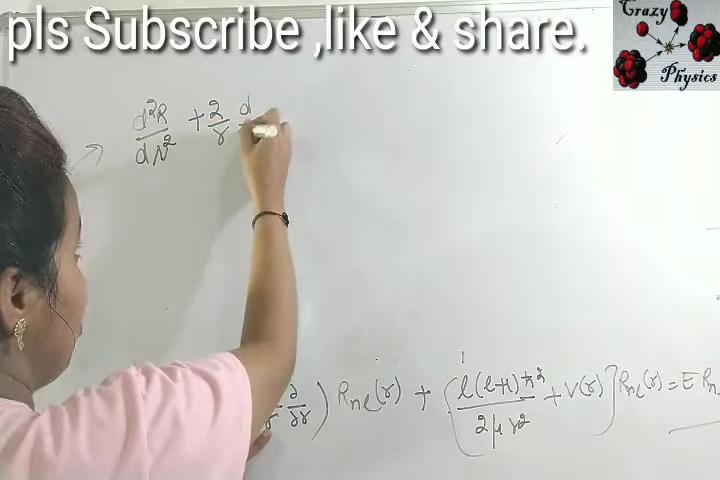 pls Subscribe ,like & share.
Crazy
Physics
d²R/dr² + 2/r d
∂/∂r) Rnl(r) + [l(l+1)ħ²/2μr² + V(r)] Rnl(r) = E Rn